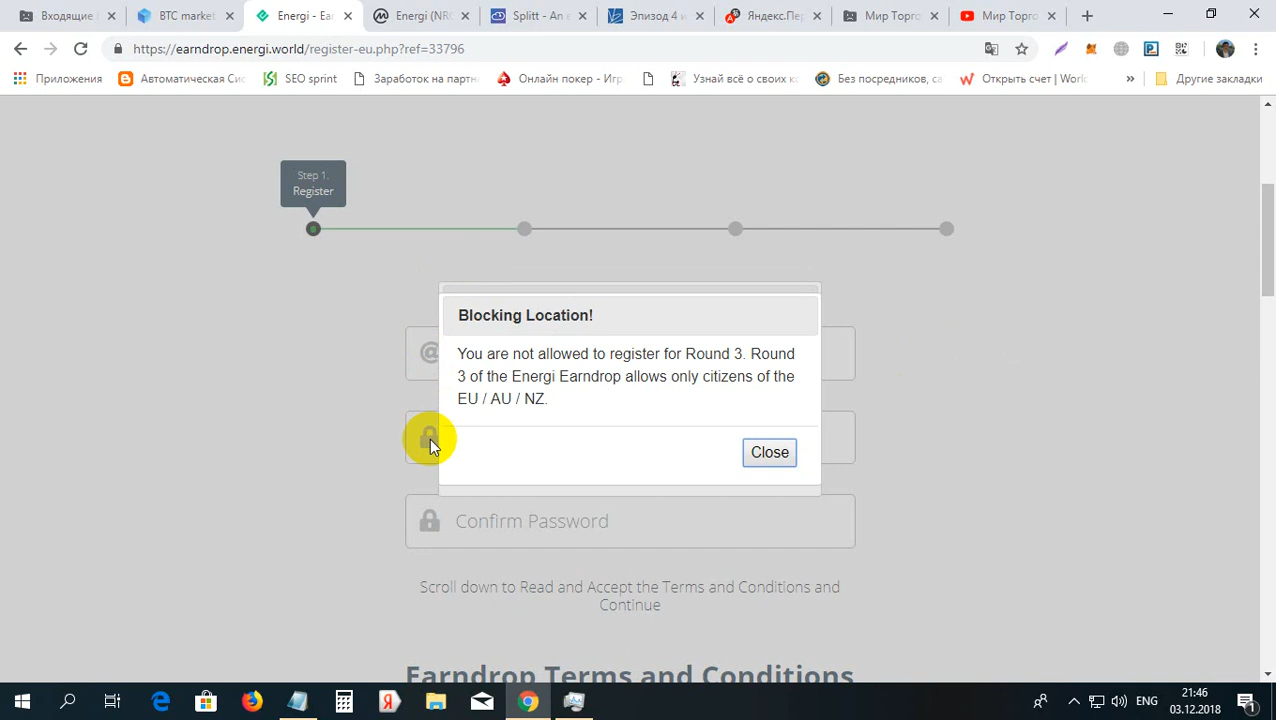 Входящие
BTC market
Energi - Ear
Energi (NRG
Splitt - An e
Эпизод 4 и
Яндекс.Пер
Мир Торго
Мир Торго
https://earndrop.energi.world/register-eu.php?ref=33796
Приложения
Автоматическая Сис
SEO sprint
Заработок на партн
Онлайн покер - Игр
Узнай всё о своих кс
Без посредников, са
Открыть счет | World
»
Другие закладки
Step 1.
Register
Blocking Location!
You are not allowed to register for Round 3. Round
3 of the Energi Earndrop allows only citizens of the
EU / AU / NZ.
Close
Confirm Password
Scroll down to Read and Accept the Terms and Conditions and
Continue
Earndrop Terms and Conditions
ENG
21:46
03.12.2018